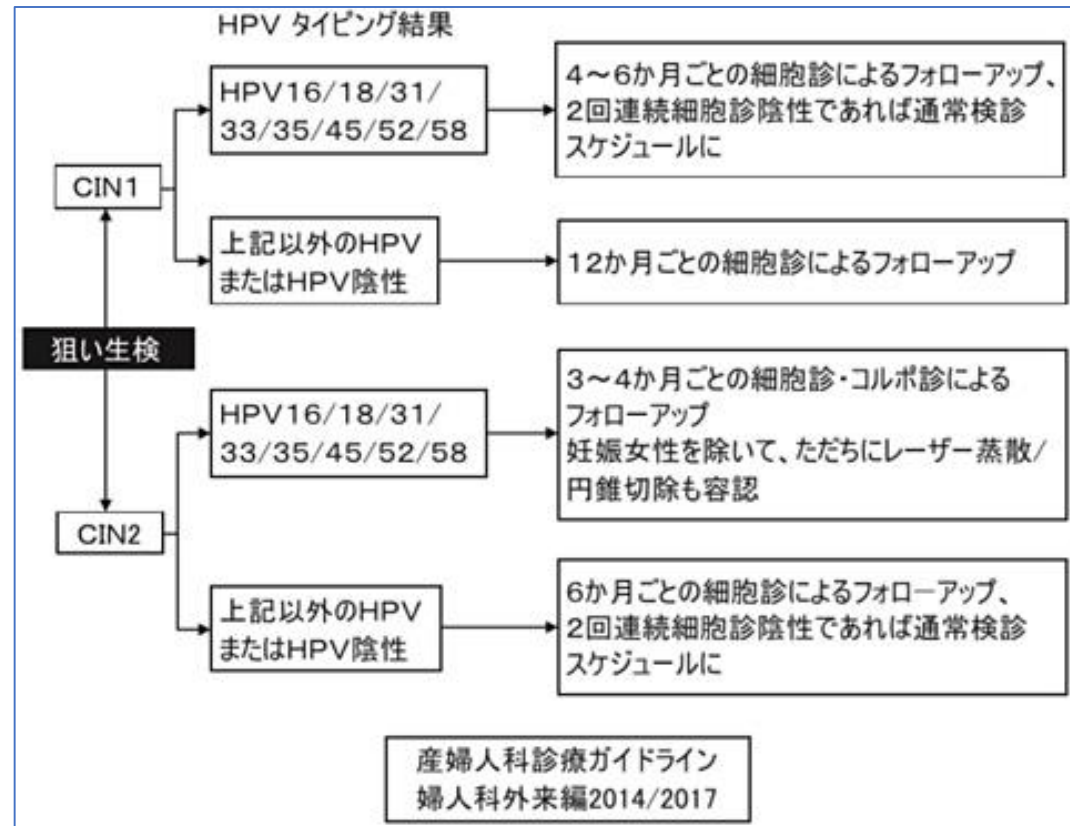 HPV タイピング結果
HPV16/18/31/
33/35/45/52/58
4～6か月ごとの細胞診によるフォローアップ、
2回連続細胞診陰性であれば通常検診
スケジュールに
CIN1
上記以外のHPV
またはHPV陰性
12か月ごとの細胞診によるフォローアップ
狙い生検
HPV16/18/31/
33/35/45/52/58
3～4か月ごとの細胞診・コルポ診による
フォローアップ
妊娠女性を除いて、ただちにレーザー蒸散/
円錐切除も容認
CIN2
上記以外のHPV
またはHPV陰性
6か月ごとの細胞診によるフォローアップ、
2回連続細胞診陰性であれば通常検診
スケジュールに
産婦人科診療ガイドライン
婦人科外来編2014/2017